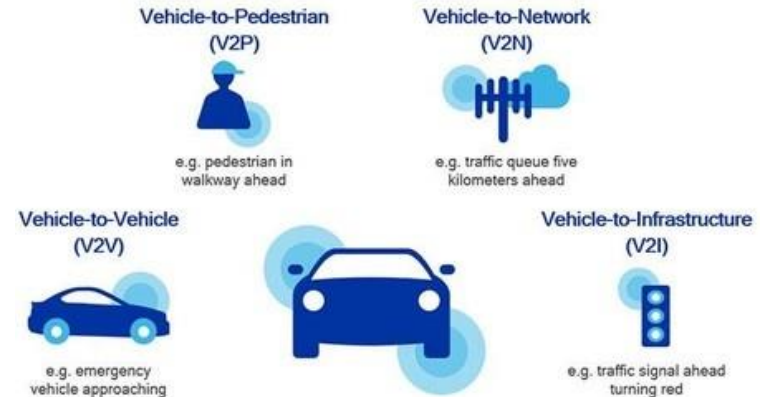 Vehicle-to-Pedestrian
(V2P)
e.g. pedestrian in
walkway ahead
Vehicle-to-Network
(V2N)
e.g. traffic queue five
kilometers ahead
Vehicle-to-Vehicle
(V2V)
e.g. emergency
vehicle approaching
Vehicle-to-Infrastructure
(V2I)
e.g. traffic signal ahead
turning red